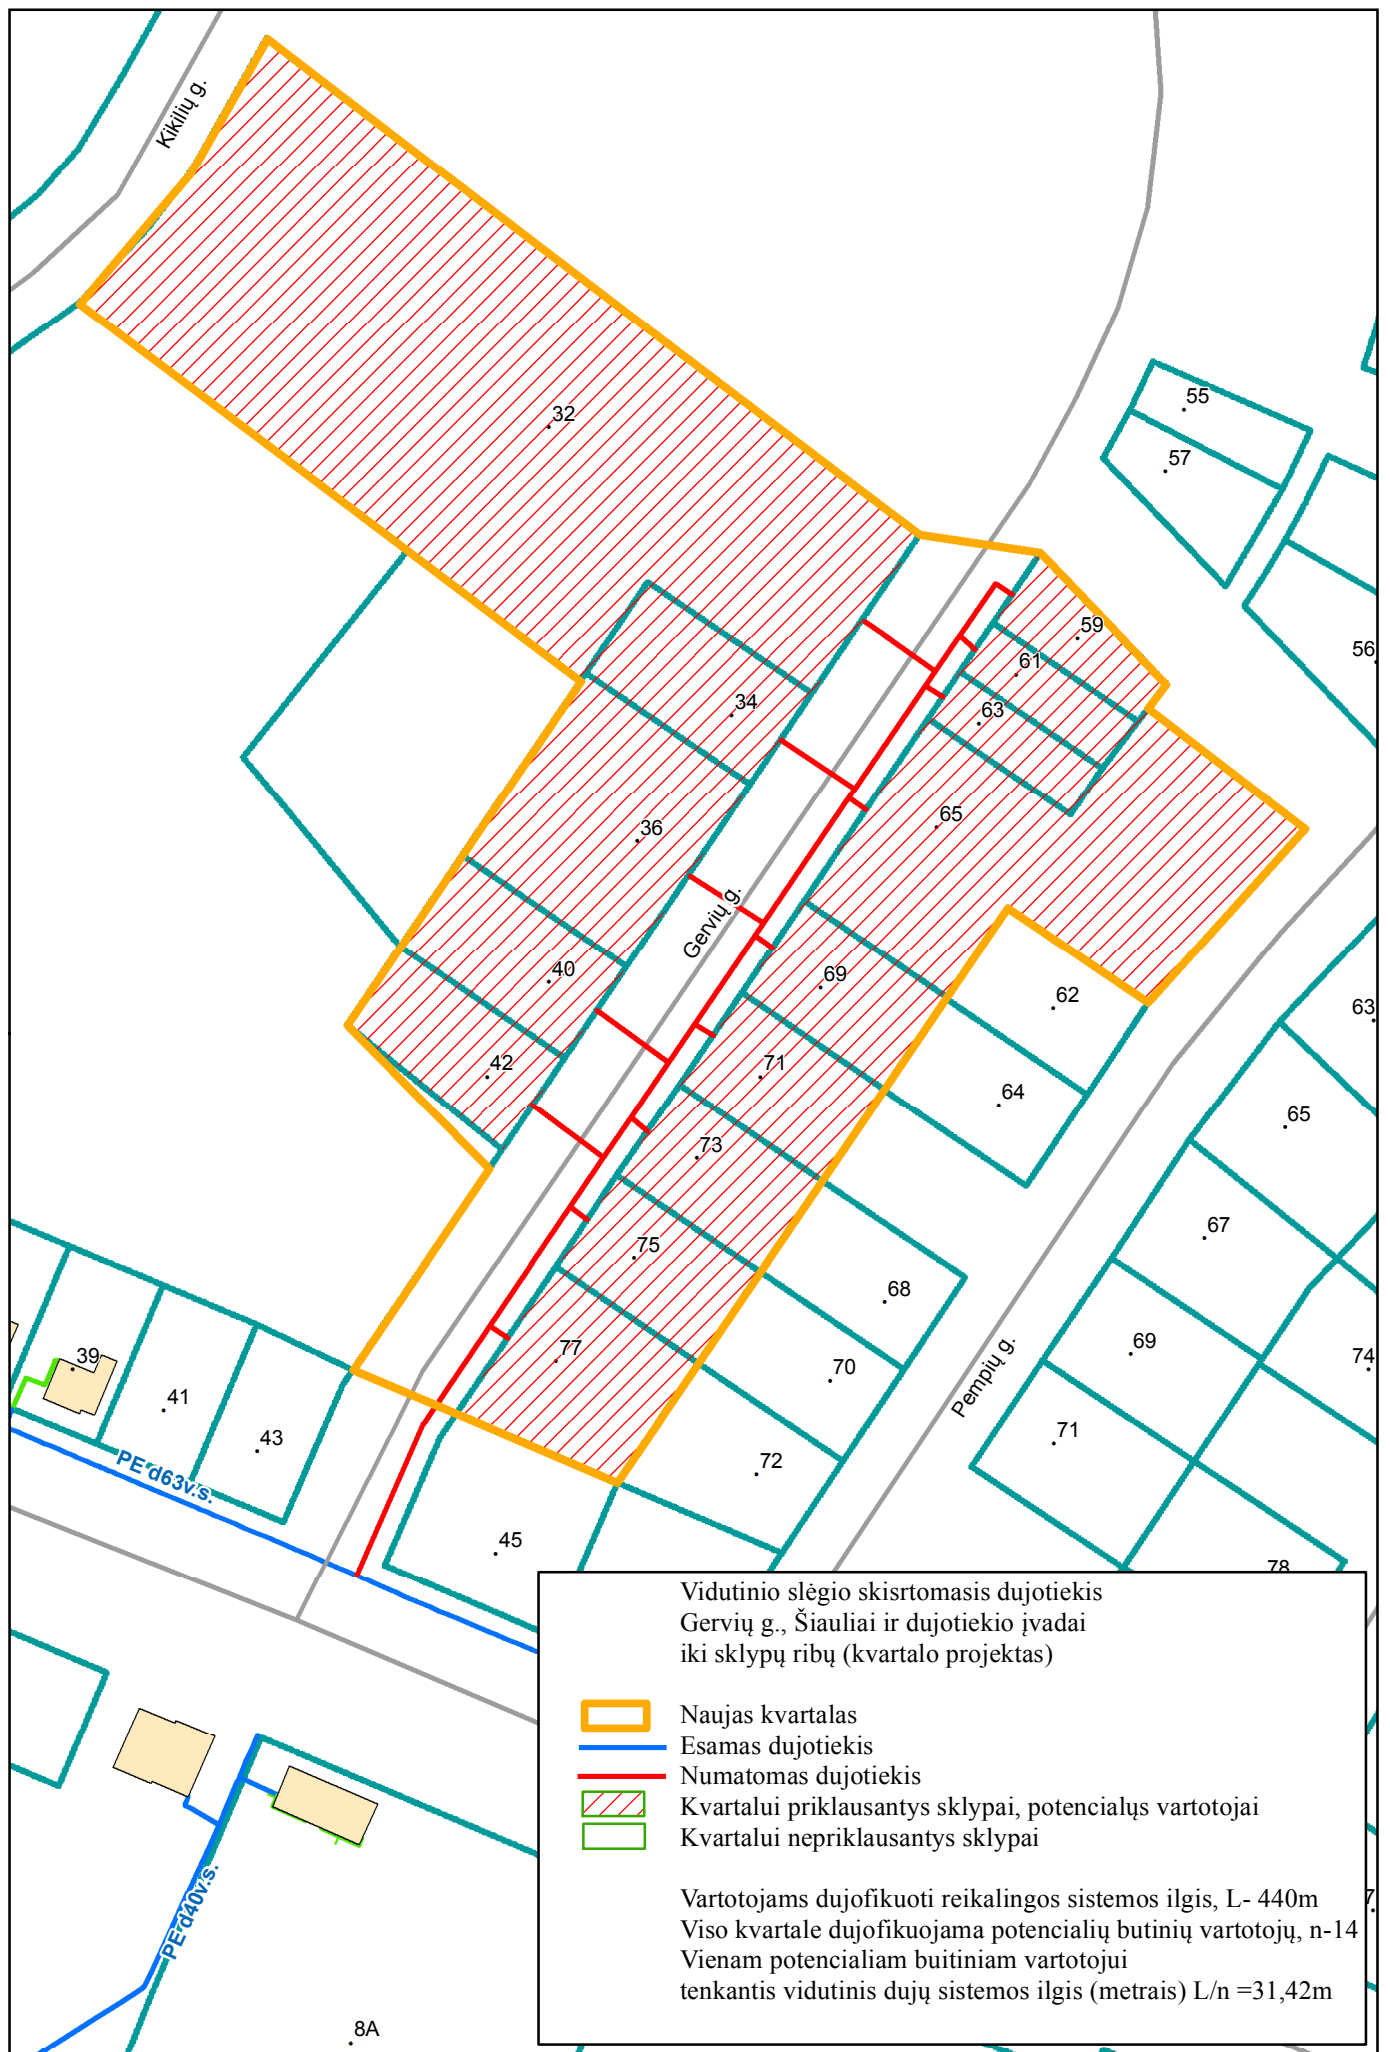 Kikilių g.
32
55
57
59
56
61
34
63
65
36
Gervių g.
40
69
62
63
42
71
64
65
73
67
75
68
77
70
69
74
39
41
43
Pempių g.
71
72
PE d63v.s.
45
78
Vidutinio slėgio skisrtomasis dujotiekis
Gervių g., Šiauliai ir dujotiekio įvadai
iki sklypų ribų (kvartalo projektas)
Naujas kvartalas
Esamas dujotiekis
Numatomas dujotiekis
Kvartalui priklausantys sklypai, potencialųs vartotojai
Kvartalui nepriklausantys sklypai
Vartotojams dujofikuoti reikalingos sistemos ilgis, L- 440m
Viso kvartale dujofikuojama potencialių butinių vartotojų, n-14
Vienam potencialiam buitiniam vartotojui
tenkantis vidutinis dujų sistemos ilgis (metrais) L/n =31,42m
PE d40v.s.
8A